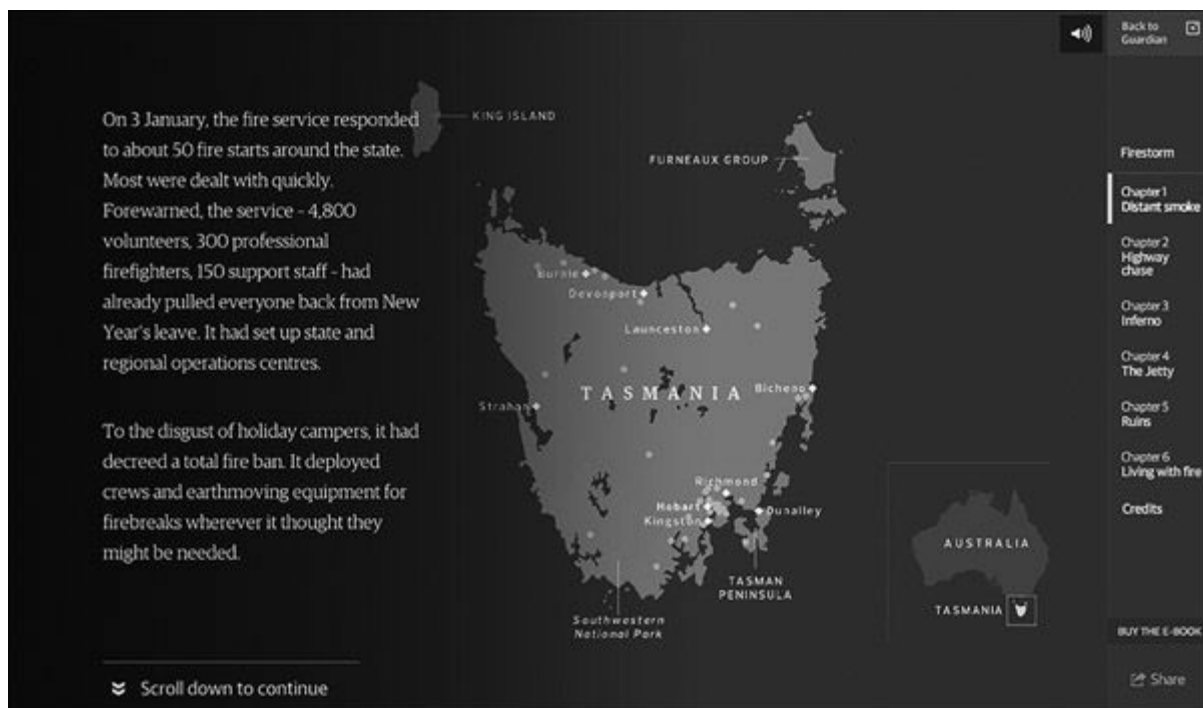 On 3 January, the fire service responded
to about 50 fire starts around the state.
Most were dealt with quickly.
Forewarned, the service - 4,800
volunteers, 300 professional
firefighters, 150 support staff - had
already pulled everyone back from New
Year's leave. It had set up state and
regional operations centres.
To the disgust of holiday campers, it had
decreed a total fire ban. It deployed
crews and earthmoving equipment for
firebreaks wherever it thought they
might be needed.
Scroll down to continue
KING ISLAND
FURNEAUX GROUP
Burnie
Devonport
Launceston
TASMANIA
Bicheno
Strahan
Richmond
Hobart
Kingston
Dunalley
TASMAN
PENINSULA
Southwestern
National Park
AUSTRALIA
TASMANIA
Back to
Guardian
Firestorm
Chapter 1
Distant smoke
Chapter 2
Highway
chase
Chapter 3
Inferno
Chapter 4
The Jetty
Chapter 5
Ruins
Chapter 6
Living with fire
Credits
BUY THE E-BOOK
Share